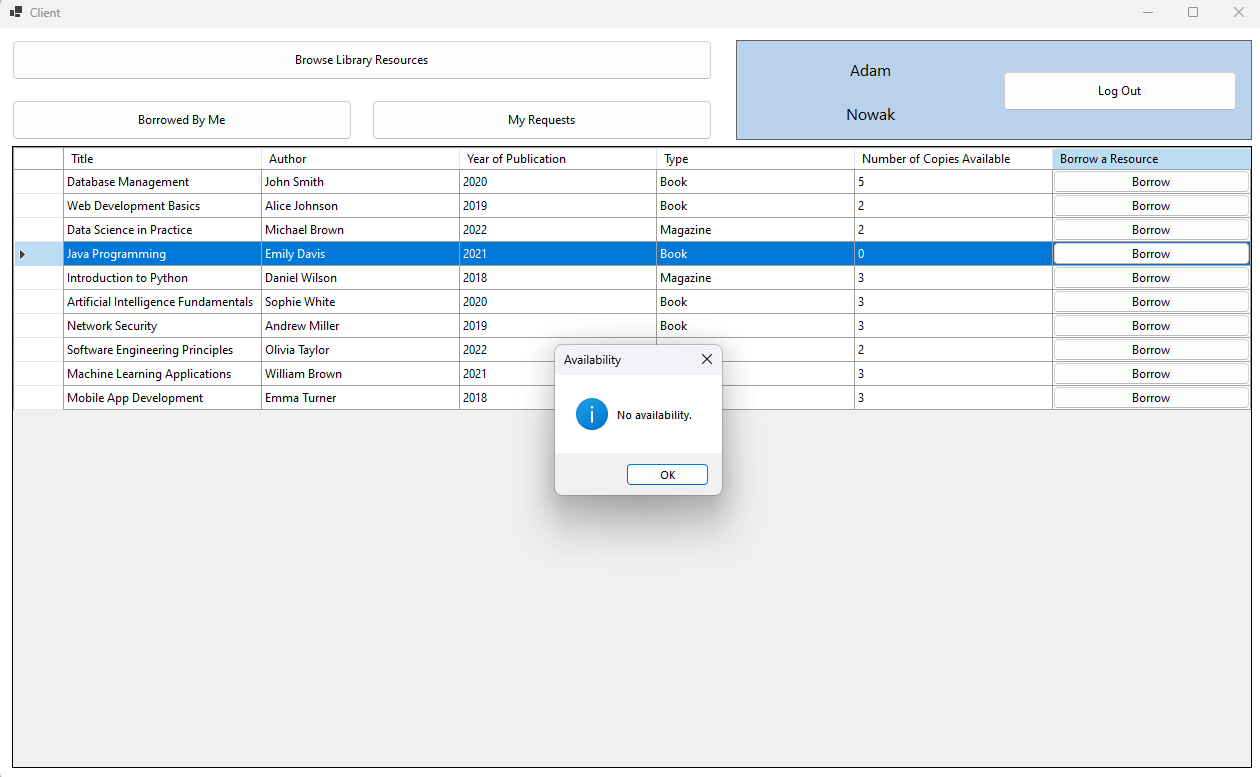 Client
Browse Library Resources
Adam
Log Out
Nowak
Borrowed By Me
My Requests
Title Author Year of Publication Type Number of Copies Available Borrow a Resource
Database Management John Smith 2020 Book 5 Borrow
Web Development Basics Alice Johnson 2019 Book 2 Borrow
Data Science in Practice Michael Brown 2022 Magazine 2 Borrow
Java Programming Emily Davis 2021 Book 0 Borrow
Introduction to Python Daniel Wilson 2018 Magazine 3 Borrow
Artificial Intelligence Fundamentals Sophie White 2020 Book 3 Borrow
Network Security Andrew Miller 2019 Book 3 Borrow
Software Engineering Principles Olivia Taylor 2022 2 Borrow
Machine Learning Applications William Brown 2021 3 Borrow
Mobile App Development Emma Turner 2018 3 Borrow
Availability
No availability.
OK